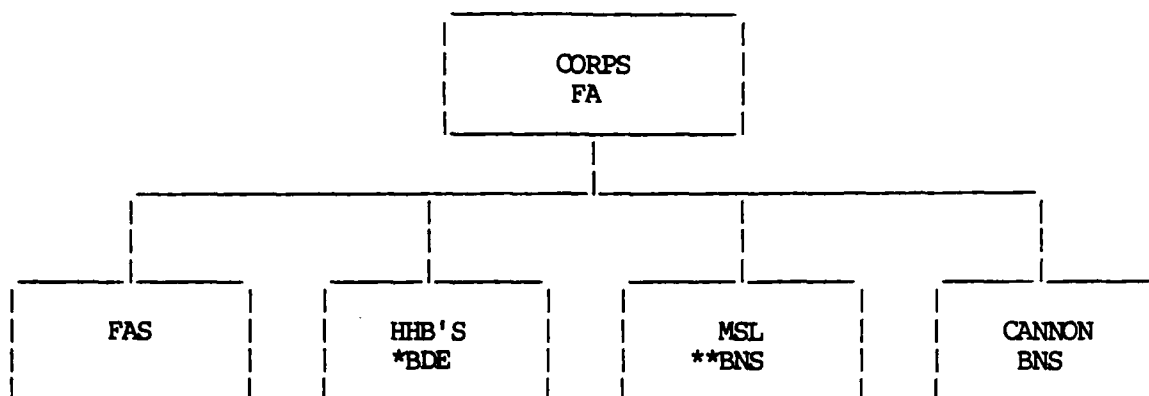 CORPS
FA
FAS
HHB'S
*BDE
MSL
**BNS
CANNON
BNS